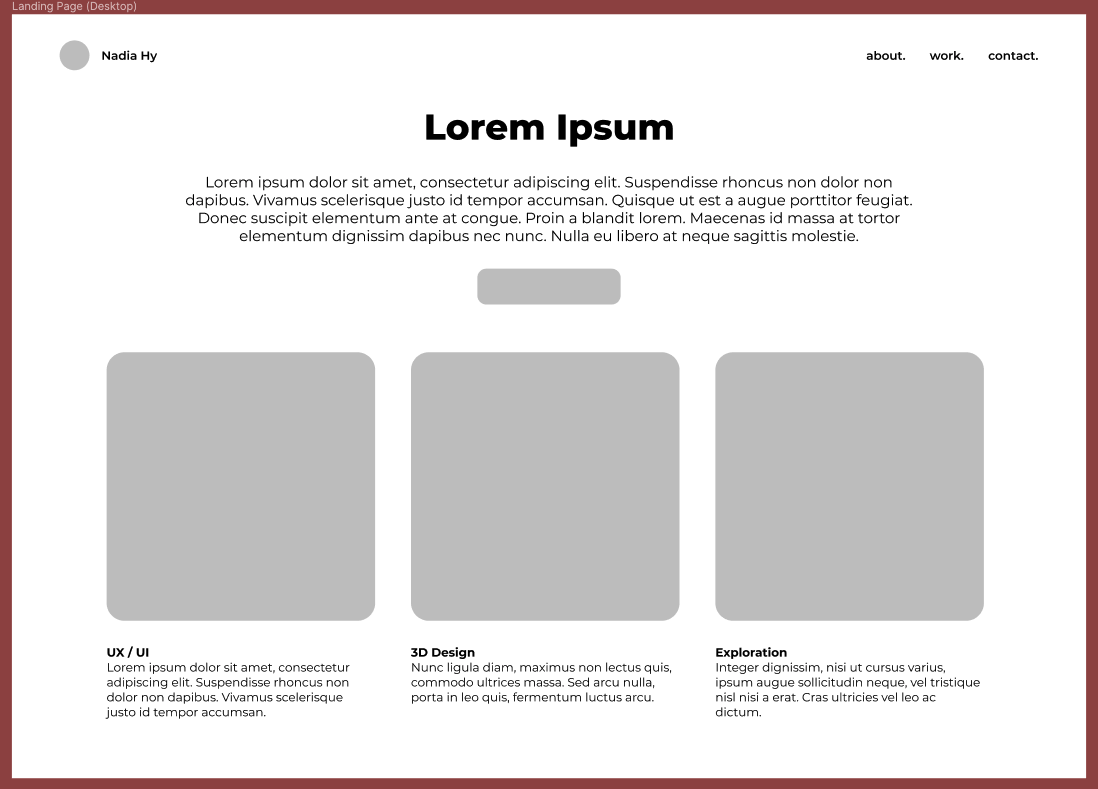 Landing Page (Desktop)
Nadia Hy
about. work. contact.
Lorem Ipsum
Lorem ipsum dolor sit amet, consectetur adipiscing elit. Suspendisse rhoncus non dolor non
dapibus. Vivamus scelerisque justo id tempor accumsan. Quisque ut est a augue porttitor feugiat.
Donec suscipit elementum ante at congue. Proin a blandit lorem. Maecenas id massa at tortor
elementum dignissim dapibus nec nunc. Nulla eu libero at neque sagittis molestie.
UX / UI
Lorem ipsum dolor sit amet, consectetur
adipiscing elit. Suspendisse rhoncus non
dolor non dapibus. Vivamus scelerisque
justo id tempor accumsan.
3D Design
Nunc ligula diam, maximus non lectus quis,
commodo ultrices massa. Sed arcu nulla,
porta in leo quis, fermentum luctus arcu.
Exploration
Integer dignissim, nisi ut cursus varius,
ipsum augue sollicitudin neque, vel tristique
nisl nisi a erat. Cras ultricies vel leo ac
dictum.